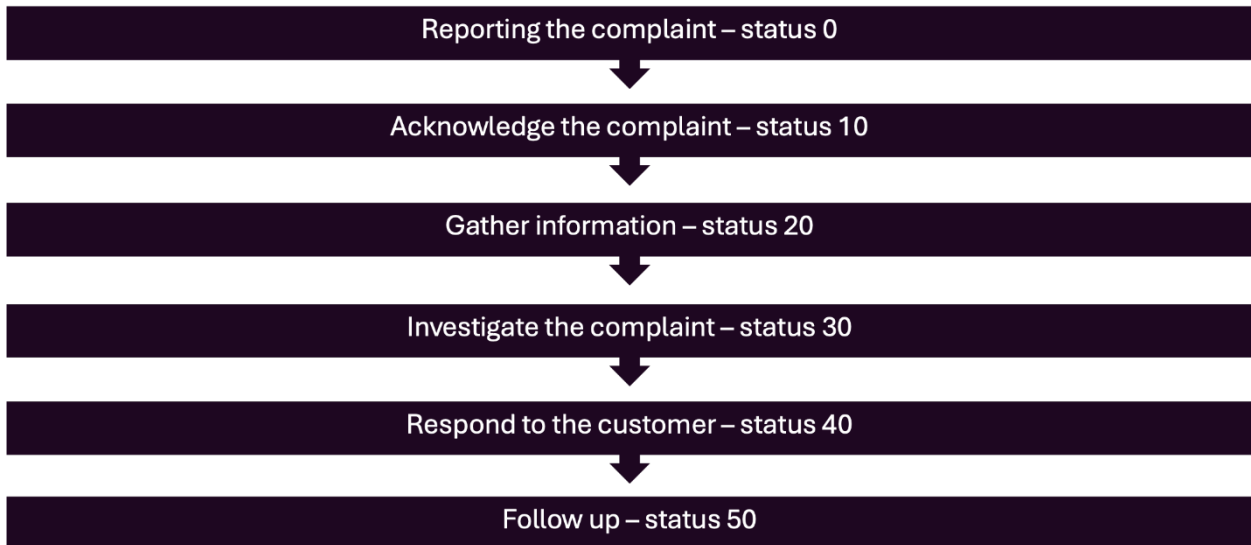 Reporting the complaint – status 0
Acknowledge the complaint – status 10
Gather information – status 20
Investigate the complaint – status 30
Respond to the customer – status 40
Follow up – status 50